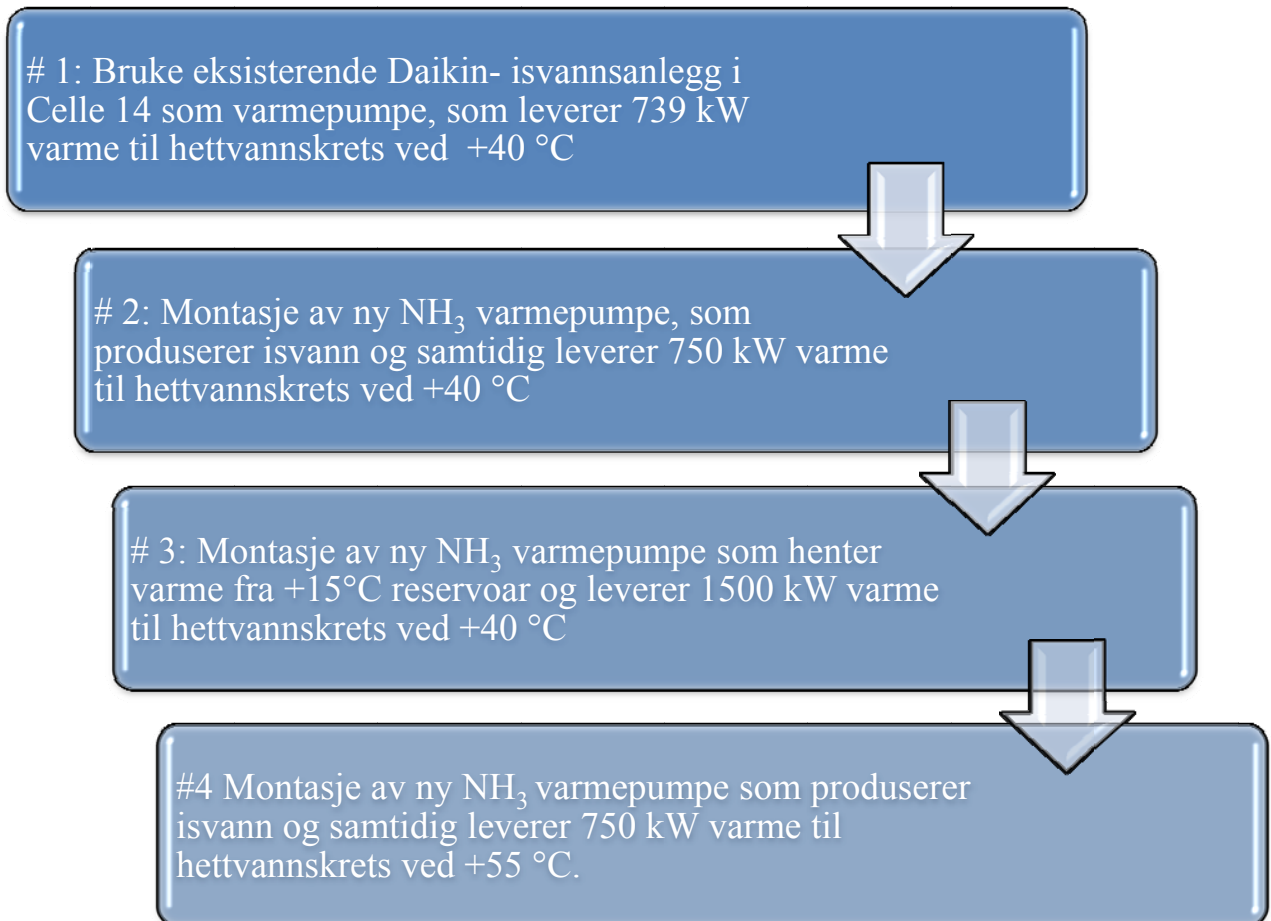 # 1: Bruke eksisterende Daikin- isvannsanlegg i
Celle 14 som varmepumpe, som leverer 739 kW
varme til hettvannskrets ved  +40 °C
# 2: Montasje av ny NH₃ varmepumpe, som
produserer isvann og samtidig leverer 750 kW varme
til hettvannskrets ved +40 °C
# 3: Montasje av ny NH₃ varmepumpe som henter
varme fra +15°C reservoar og leverer 1500 kW varme
til hettvannskrets ved +40 °C
#4 Montasje av ny NH₃ varmepumpe som produserer
isvann og samtidig leverer 750 kW varme til
hettvannskrets ved +55 °C.